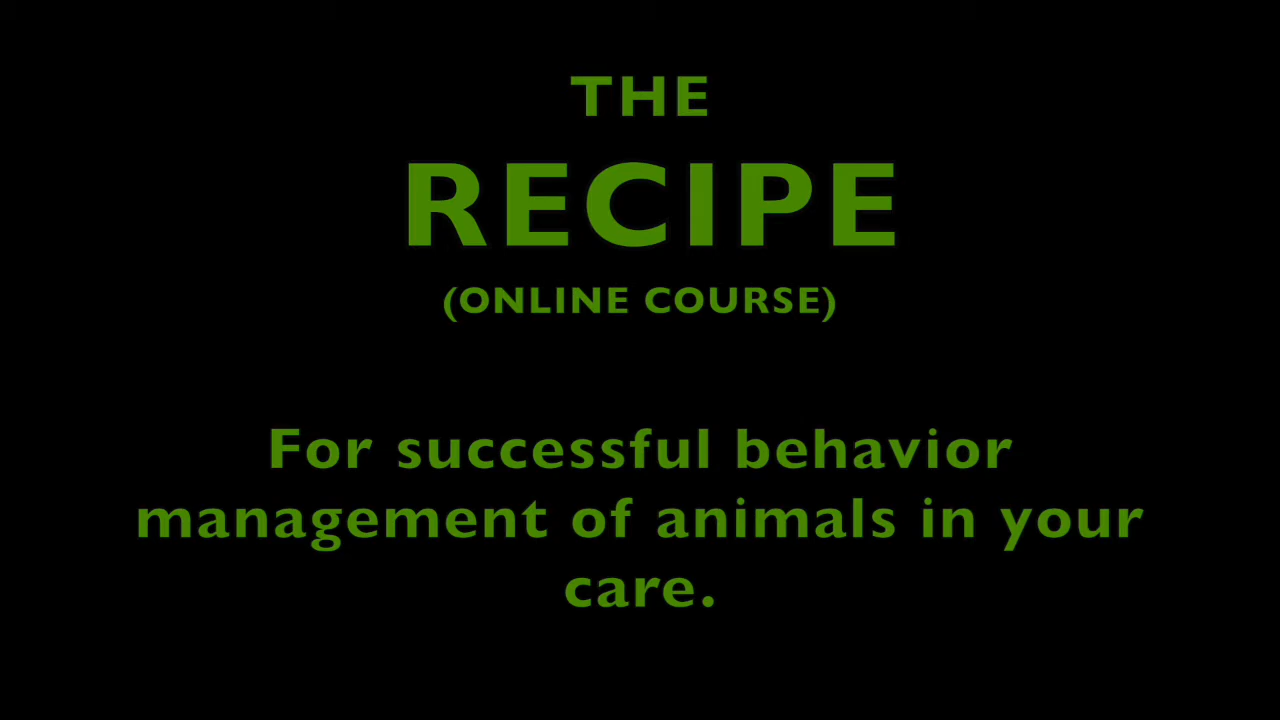 THE
RECIPE
(ONLINE COURSE)
For successful behavior
management of animals in your
care.